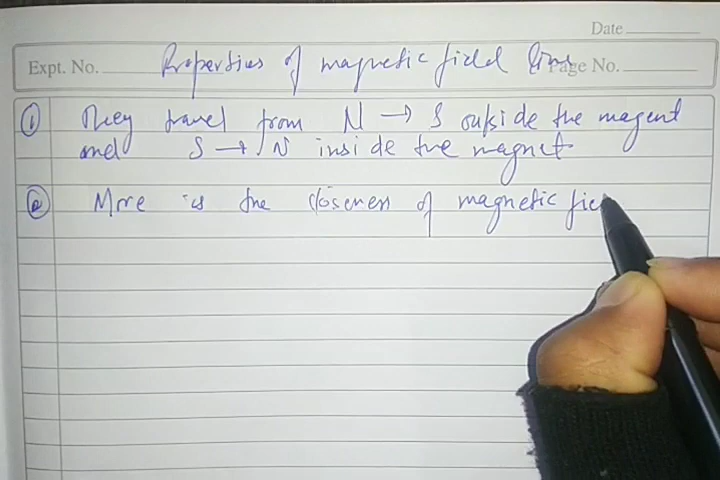 Date
Expt. No. Properties of magnetic field lines Page No.
① They travel from N → S outside the magent
and S → N inside the magnet
② More is the closeness of magnetic fie